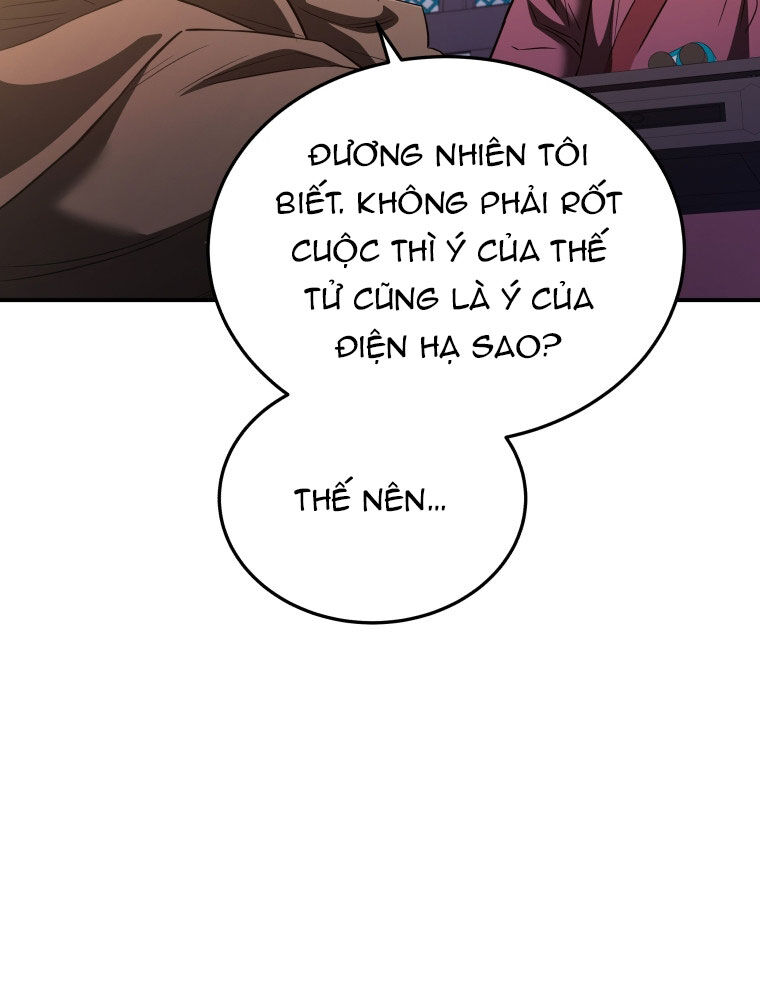 ĐƯƠNG NHIÊN TÔI
BIẾT. KHÔNG PHẢI RỐT
CUỘC THÌ Ý CỦA THẾ
TỬ CŨNG LÀ Ý CỦA
ĐIỆN HẠ SAO?
THẾ NÊN...